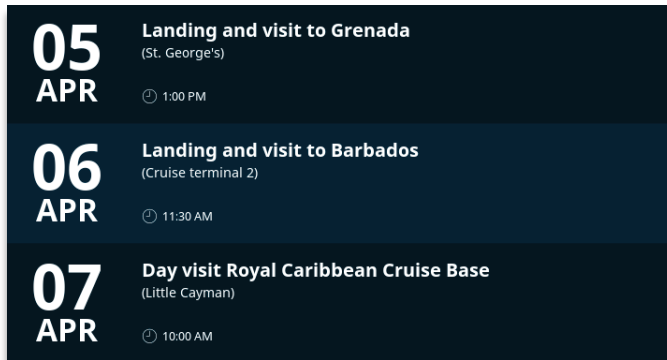 05
APR
Landing and visit to Grenada
(St. George's)
1:00 PM
06
APR
Landing and visit to Barbados
(Cruise terminal 2)
11:30 AM
07
APR
Day visit Royal Caribbean Cruise Base
(Little Cayman)
10:00 AM